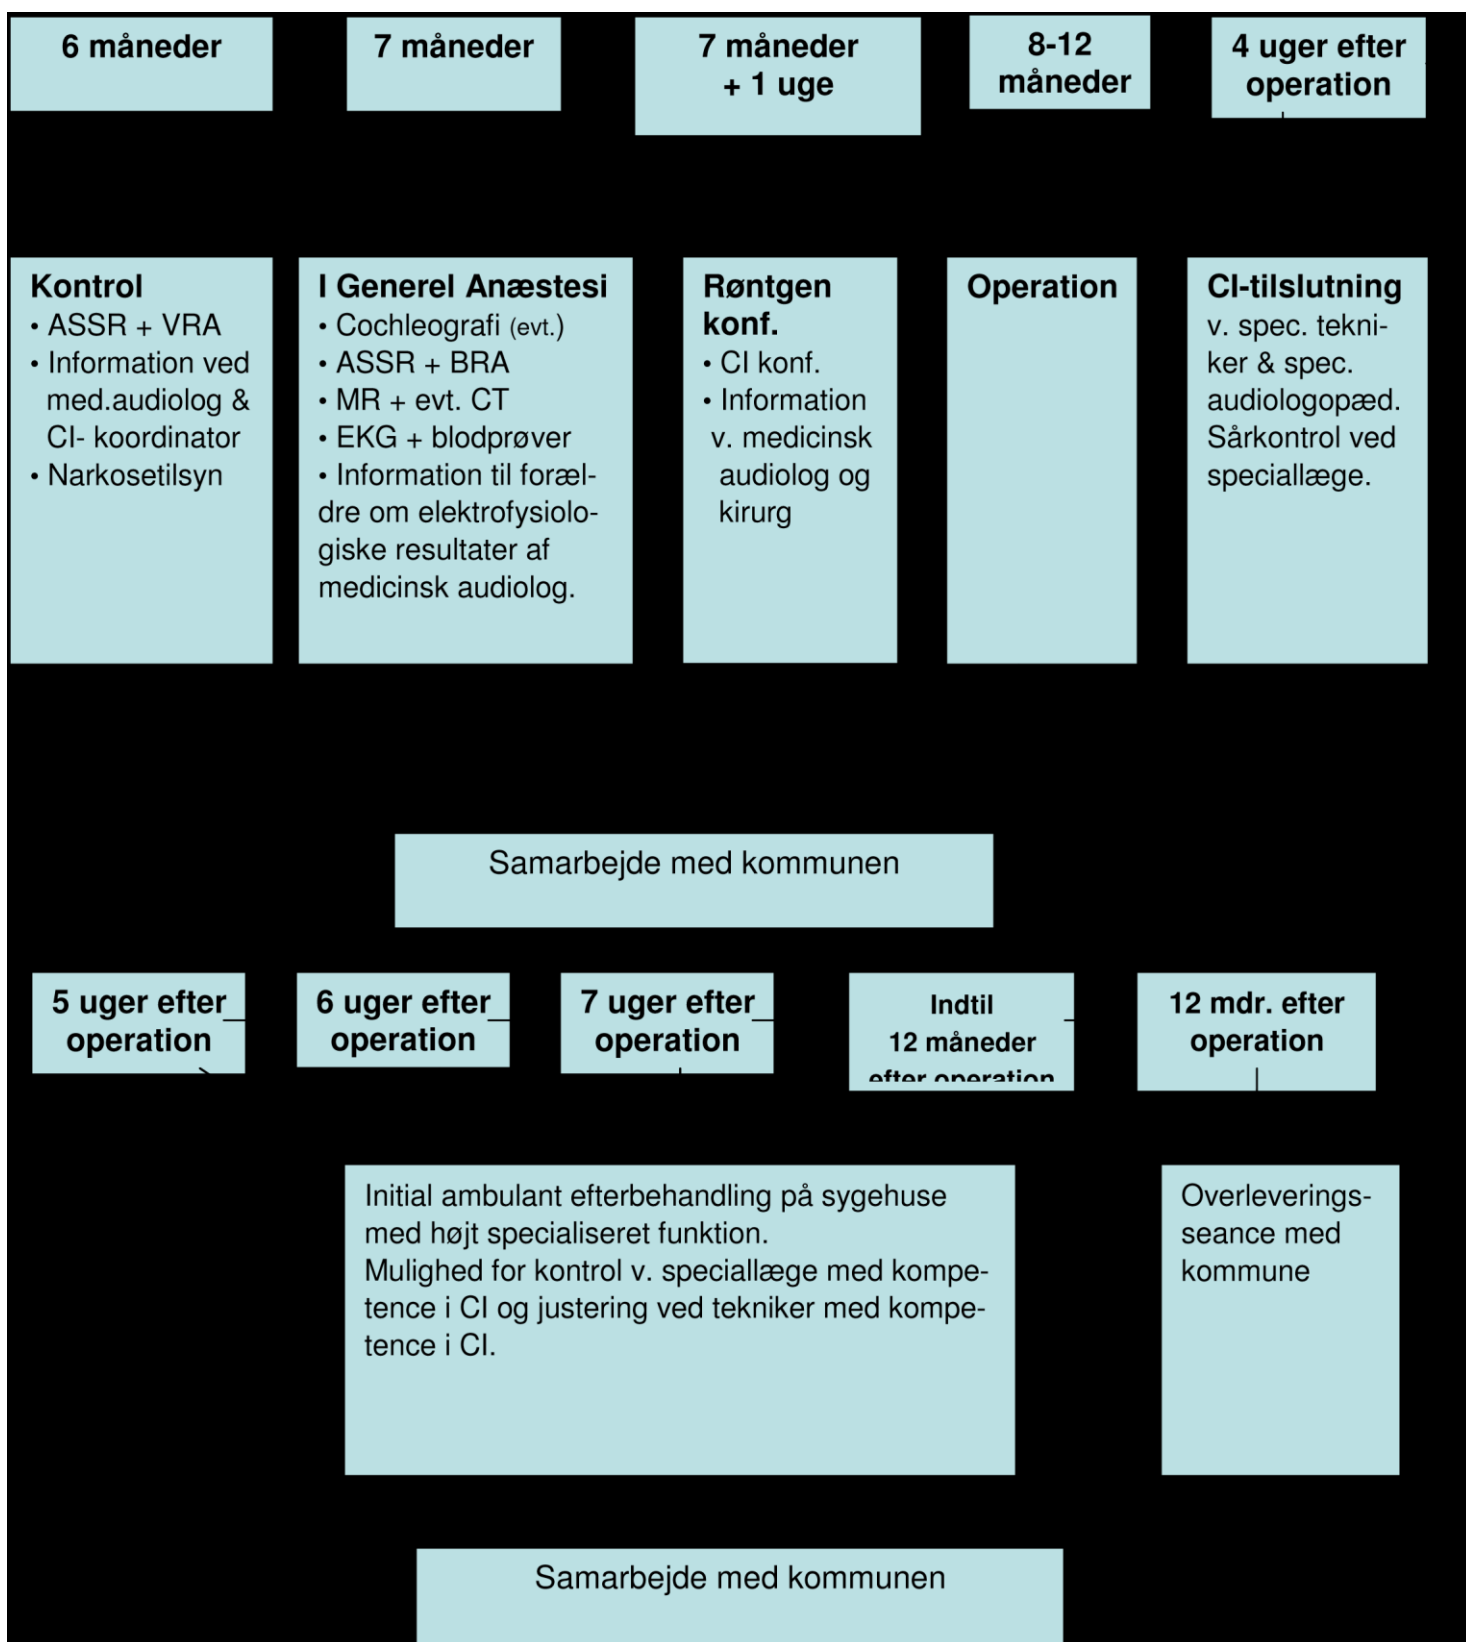 6 måneder
7 måneder
7 måneder
+ 1 uge
8-12
måneder
4 uger efter
operation
Kontrol
• ASSR + VRA
• Information ved
med.audiolog &
CI- koordinator
• Narkosetilsyn
I Generel Anæstesi
• Cochleografi (evt.)
• ASSR + BRA
• MR + evt. CT
• EKG + blodprøver
• Information til foræl-
dre om elektrofysiolo-
giske resultater af
medicinsk audiolog.
Røntgen
konf.
• CI konf.
• Information
v. medicinsk
audiolog og
kirurg
Operation
CI-tilslutning
v. spec. tekni-
ker & spec.
audiologopæd.
Sårkontrol ved
speciallæge.
Samarbejde med kommunen
5 uger efter
operation
6 uger efter
operation
7 uger efter
operation
Indtil
12 måneder
efter operation
12 mdr. efter
operation
Initial ambulant efterbehandling på sygehuse
med højt specialiseret funktion.
Mulighed for kontrol v. speciallæge med kompe-
tence i CI og justering ved tekniker med kompe-
tence i CI.
Overleverings-
seance med
kommune
Samarbejde med kommunen